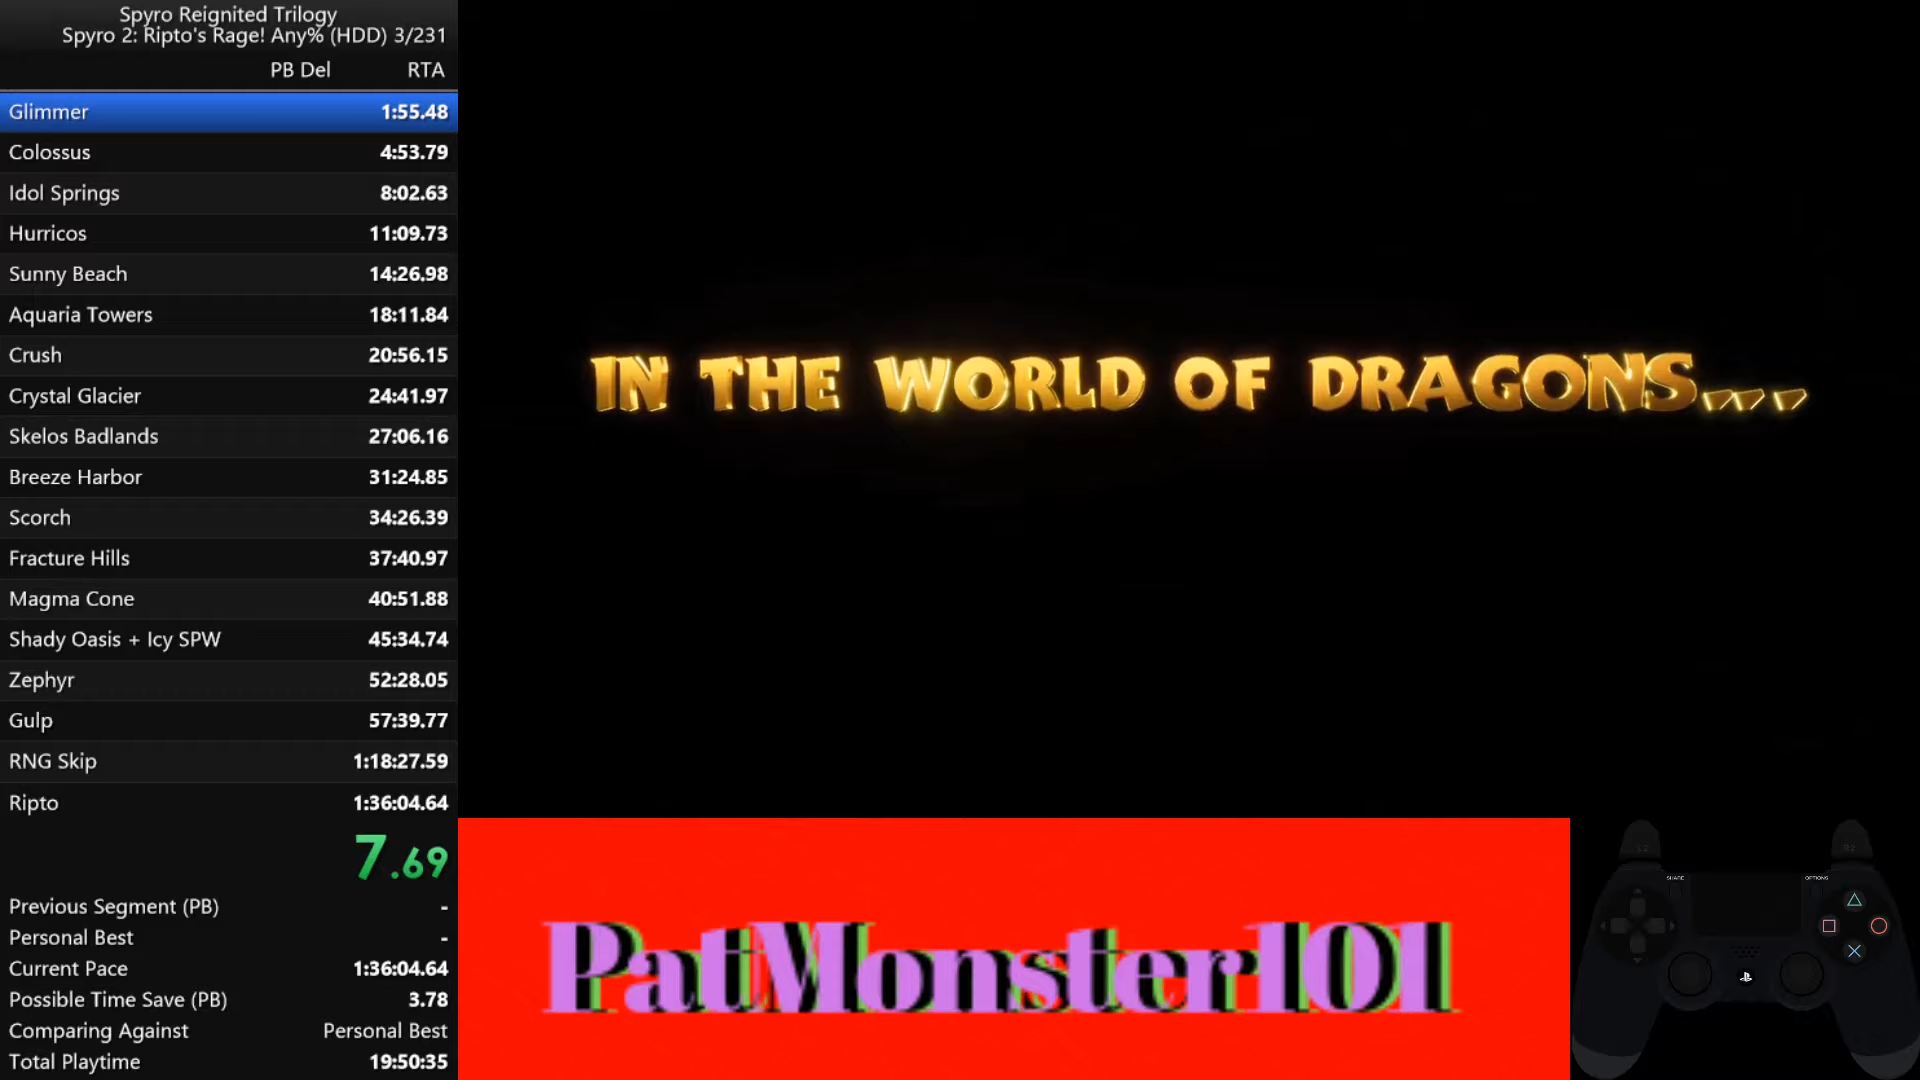 Spyro Reignited Trilogy
Spyro 2: Ripto's Rage! Any% (HDD) 3/231
PB Del RTA
Glimmer 1:55.48
Colossus 4:53.79
Idol Springs 8:02.63
Hurricos 11:09.73
Sunny Beach 14:26.98
Aquaria Towers 18:11.84
Crush 20:56.15
Crystal Glacier 24:41.97
Skelos Badlands 27:06.16
Breeze Harbor 31:24.85
Scorch 34:26.39
Fracture Hills 37:40.97
Magma Cone 40:51.88
Shady Oasis + Icy SPW 45:34.74
Zephyr 52:28.05
Gulp 57:39.77
RNG Skip 1:18:27.59
Ripto 1:36:04.64
7.69
Previous Segment (PB) -
Personal Best -
Current Pace 1:36:04.64
Possible Time Save (PB) 3.78
Comparing Against Personal Best
Total Playtime 19:50:35
IN THE WORLD OF DRAGONS...
PatMonster101
L2 R2
SHARE OPTIONS